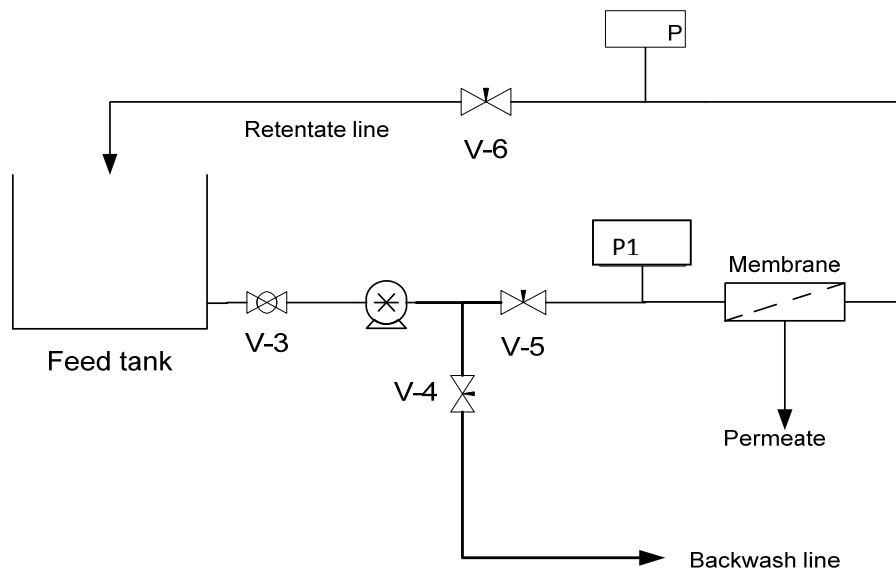 P
Retentate line
V-6
P1
Membrane
V-3
V-5
Feed tank
V-4
Permeate
Backwash line